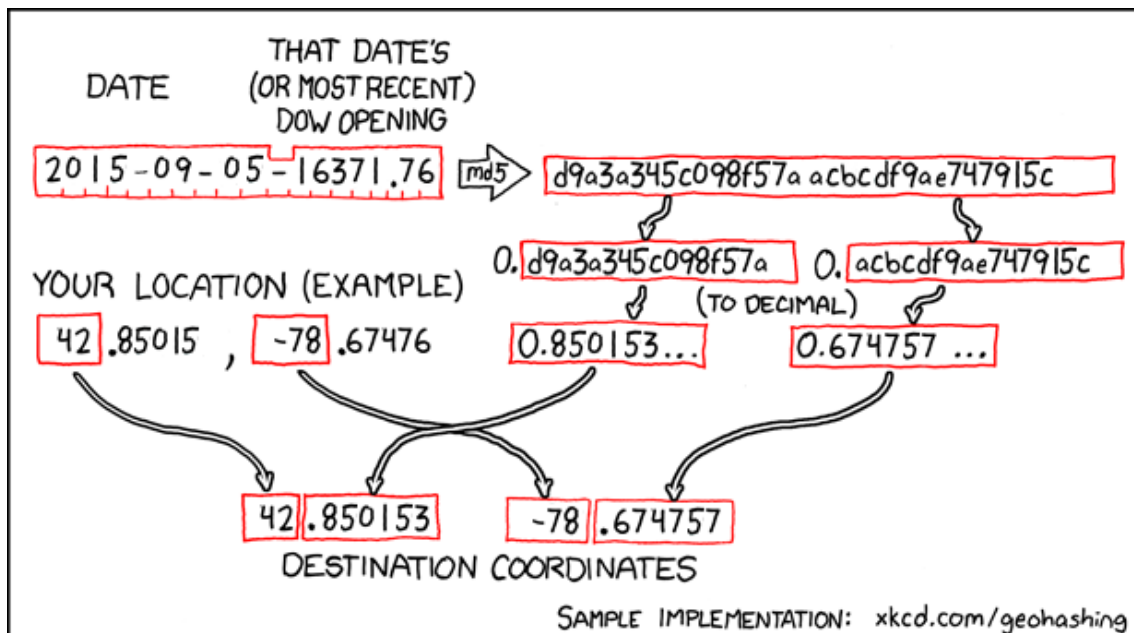 THAT DATE'S
DATE (OR MOST RECENT)
DOW OPENING
2015-09-05-16371.76 md5 d9a3a345c098f57aacbcdf9ae747915c
0.d9a3a345c098f57a 0.acbcdf9ae747915c
YOUR LOCATION (EXAMPLE) (TO DECIMAL)
42.85015, -78.67476 0.850153... 0.674757...
42.850153 -78.674757
DESTINATION COORDINATES
SAMPLE IMPLEMENTATION: xkcd.com/geohashing